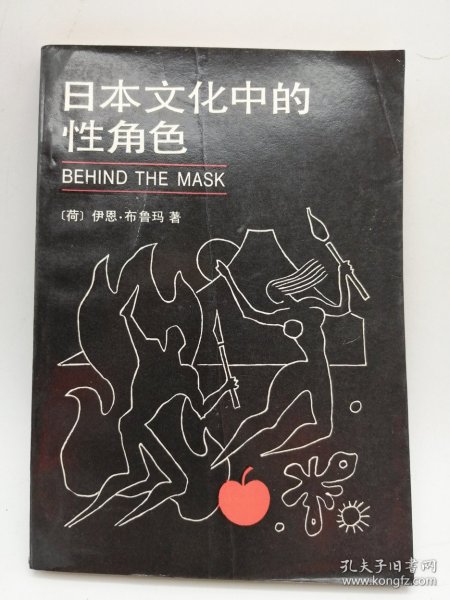 日本文化中的
性角色
BEHIND THE MASK
〔荷〕伊恩·布鲁玛 著
孔夫子旧书网
www.kongfz.com